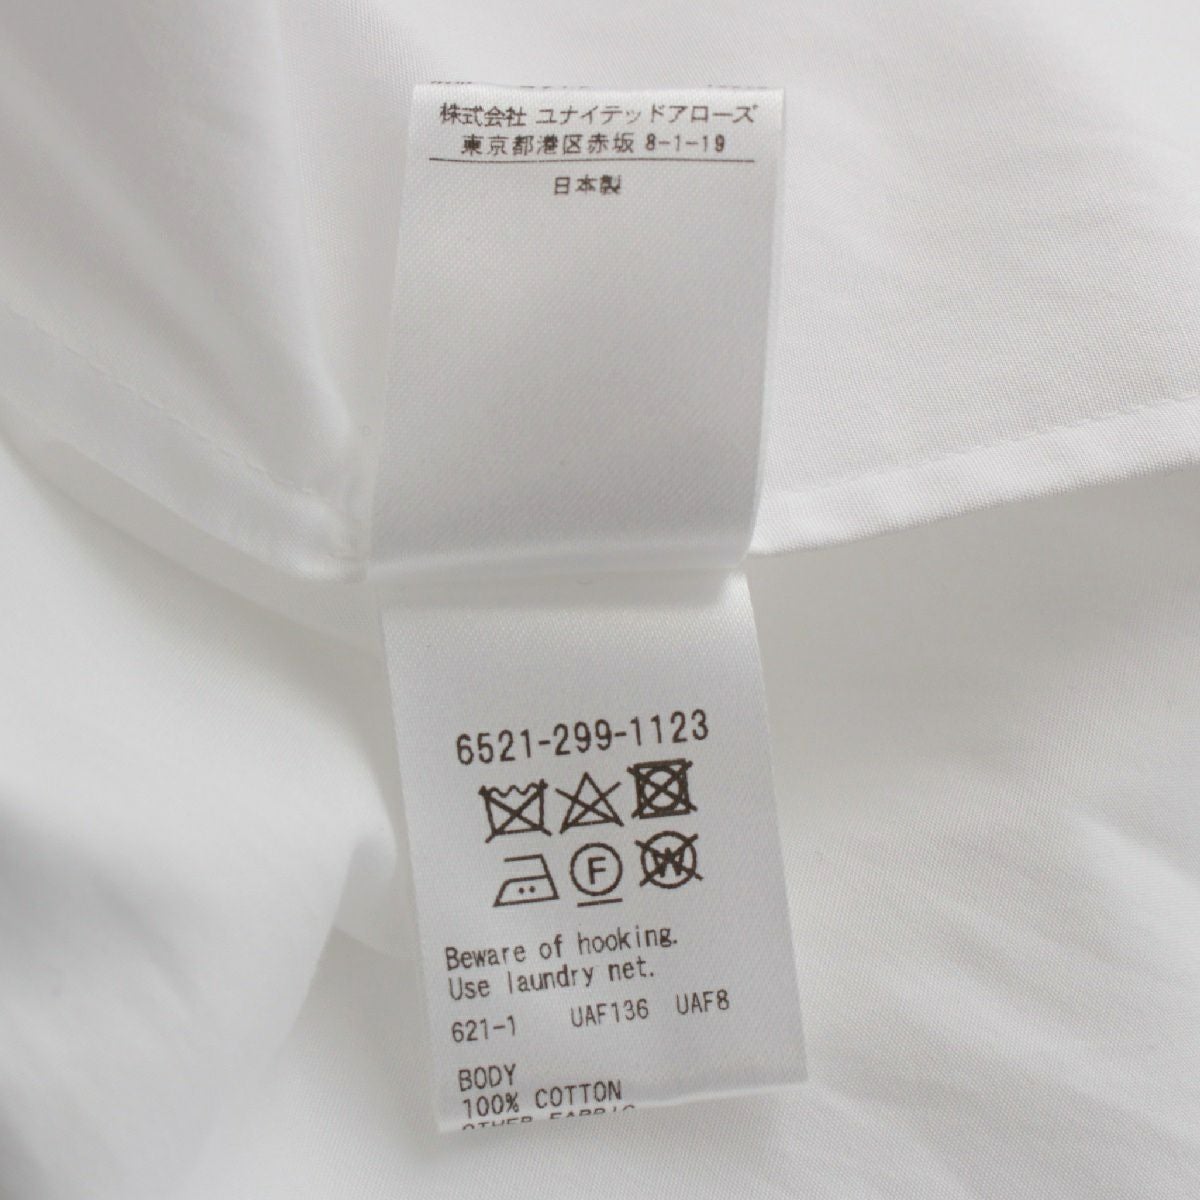 株式会社 ユナイテッドアローズ
東京都港区赤坂 8-1-19
日本製
6521-299-1123
F W
Beware of hooking.
Use laundry net.
621-1 UAF136 UAF8
BODY
100% COTTON
OTHER FABRIC